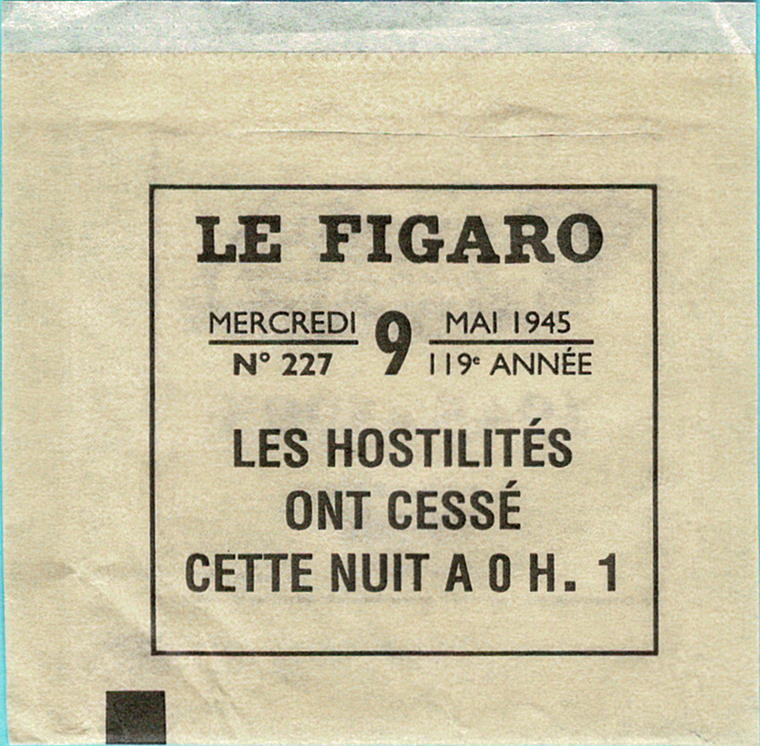 LE FIGARO
MERCREDI 9 MAI 1945
N° 227 119e ANNÉE
LES HOSTILITÉS
ONT CESSÉ
CETTE NUIT A 0 H. 1